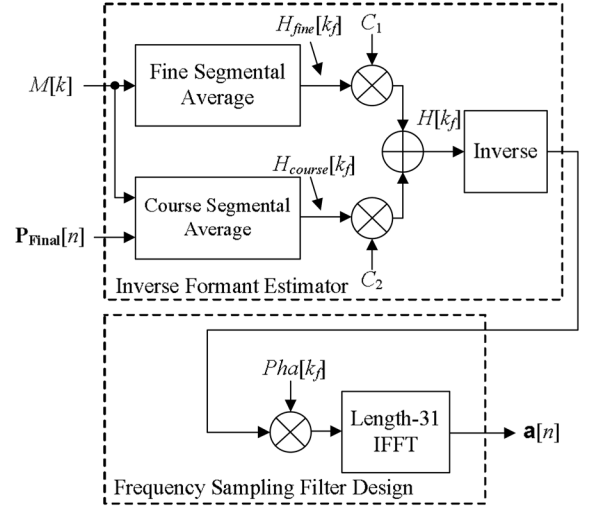 H_fine[k_f]
C_1
M[k]
Fine Segmental
Average
H[k_f]
Inverse
H_course[k_f]
Course Segmental
Average
P_Final[n]
C_2
Inverse Formant Estimator
Pha[k_f]
Length-31
IFFT
a[n]
Frequency Sampling Filter Design